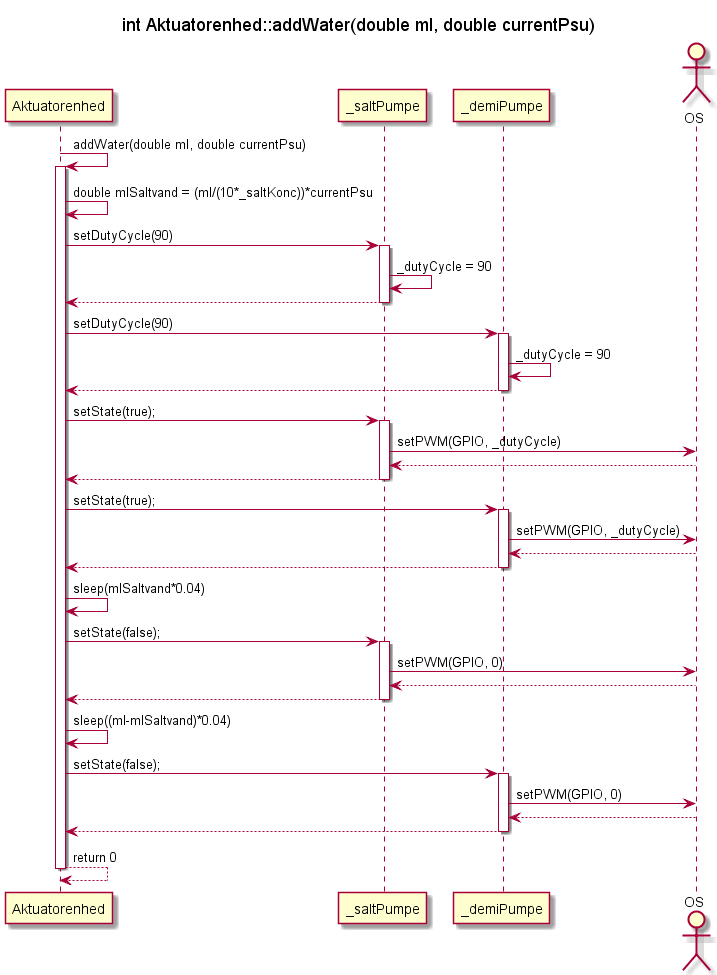 int Aktuatorenhed::addWater(double ml, double currentPsu)
Aktuatorenhed
_saltPumpe
_demiPumpe
OS
addWater(double ml, double currentPsu)
double mlSaltvand = (ml/(10*_saltKonc))*currentPsu
setDutyCycle(90)
_dutyCycle = 90
setDutyCycle(90)
_dutyCycle = 90
setState(true);
setPWM(GPIO, _dutyCycle)
setState(true);
setPWM(GPIO, _dutyCycle)
sleep(mlSaltvand*0.04)
setState(false);
setPWM(GPIO, 0)
sleep((ml-mlSaltvand)*0.04)
setState(false);
setPWM(GPIO, 0)
return 0
Aktuatorenhed
_saltPumpe
_demiPumpe
OS